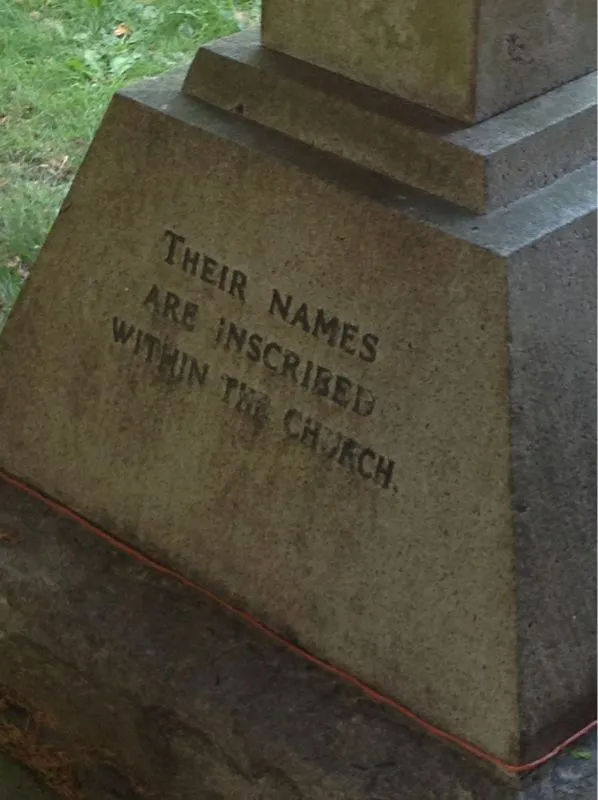 THEIR NAMES
ARE INSCRIBED
WITHIN THE CHURCH.